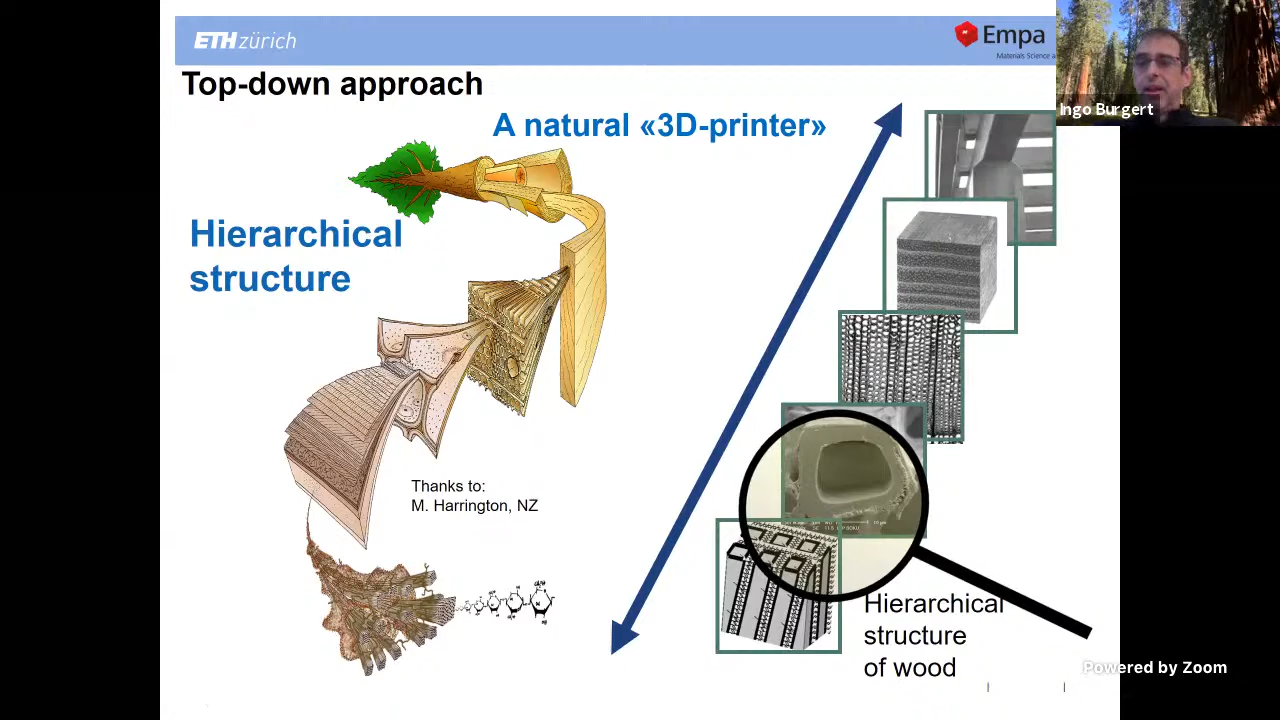 ETH zürich
Empa
Materials Science a
Ingo Burgert
Top-down approach
A natural «3D-printer»
Hierarchical
structure
Thanks to:
M. Harrington, NZ
Hierarchical
structure
of wood
Powered by Zoom